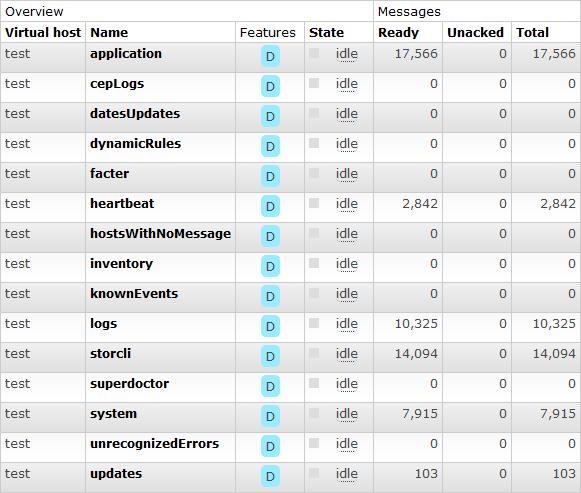 Overview Messages
Virtual host Name Features State Ready Unacked Total
test application D idle 17,566 0 17,566
test cepLogs D idle 0 0 0
test datesUpdates D idle 0 0 0
test dynamicRules D idle 0 0 0
test facter D idle 0 0 0
test heartbeat D idle 2,842 0 2,842
test hostsWithNoMessage D idle 0 0 0
test inventory D idle 0 0 0
test knownEvents D idle 0 0 0
test logs D idle 10,325 0 10,325
test storcli D idle 14,094 0 14,094
test superdoctor D idle 0 0 0
test system D idle 7,915 0 7,915
test unrecognizedErrors D idle 0 0 0
test updates D idle 103 0 103